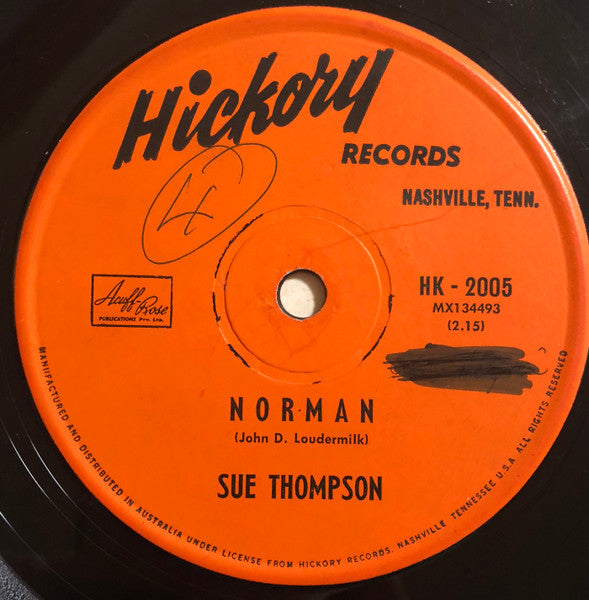 Hickory
RECORDS
NASHVILLE, TENN.
4
Acuff-Rose
PUBLICATIONS Pty. Ltd.
HK - 2005
MX134493
(2.15)
NORMAN
(John D. Loudermilk)
SUE THOMPSON
MANUFACTURED AND DISTRIBUTED IN AUSTRALIA UNDER LICENSE FROM HICKORY RECORDS, NASHVILLE TENNESSEE U.S.A. ALL RIGHTS RESERVED